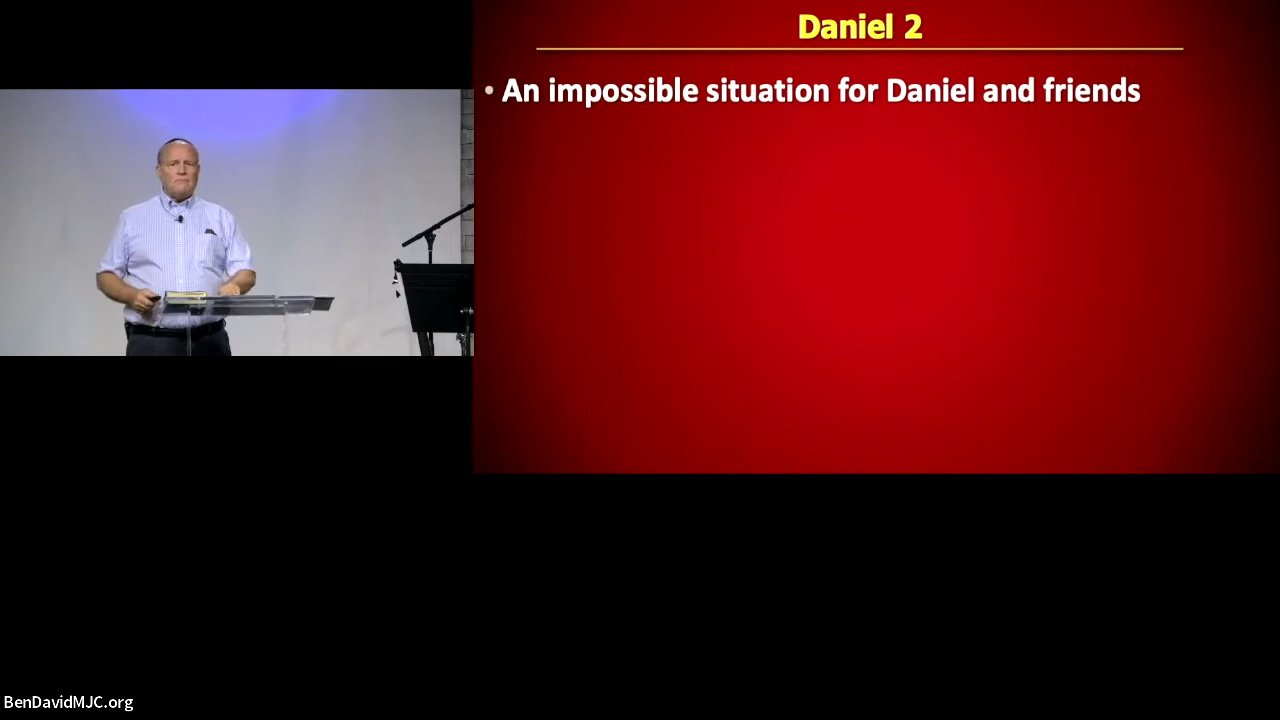 Daniel 2
• An impossible situation for Daniel and friends
BenDavidMJC.org